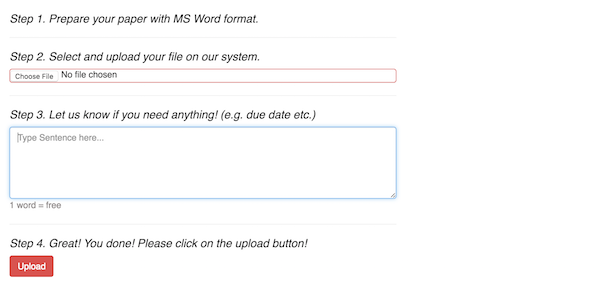 Step 1. Prepare your paper with MS Word format.
Step 2. Select and upload your file on our system.
Choose File No file chosen
Step 3. Let us know if you need anything! (e.g. due date etc.)
Type Sentence here...
1 word = free
Step 4. Great! You done! Please click on the upload button!
Upload